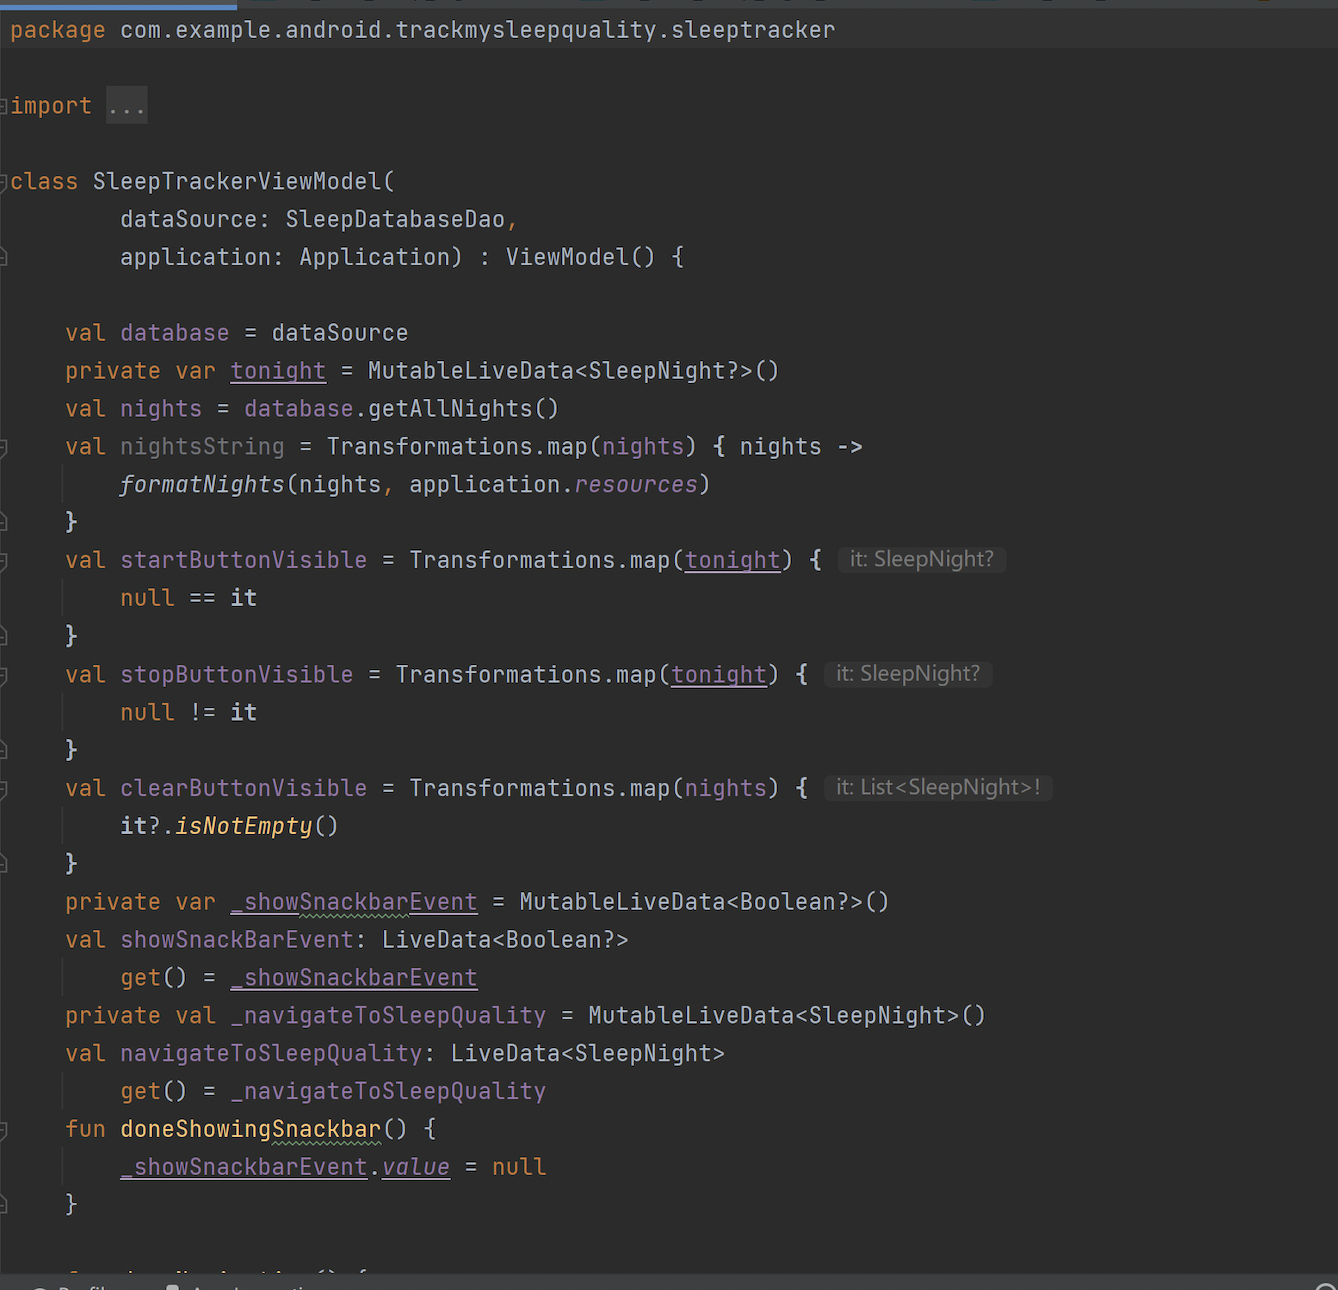 package com.example.android.trackmysleepquality.sleeptracker
import ...
class SleepTrackerViewModel(
dataSource: SleepDatabaseDao,
application: Application) : ViewModel() {
val database = dataSource
private var tonight = MutableLiveData<SleepNight?>()
val nights = database.getAllNights()
val nightsString = Transformations.map(nights) { nights ->
formatNights(nights, application.resources)
}
val startButtonVisible = Transformations.map(tonight) { it: SleepNight?
null == it
}
val stopButtonVisible = Transformations.map(tonight) { it: SleepNight?
null != it
}
val clearButtonVisible = Transformations.map(nights) { it: List<SleepNight>!
it?.isNotEmpty()
}
private var _showSnackbarEvent = MutableLiveData<Boolean?>()
val showSnackBarEvent: LiveData<Boolean?>
get() = _showSnackbarEvent
private val _navigateToSleepQuality = MutableLiveData<SleepNight>()
val navigateToSleepQuality: LiveData<SleepNight>
get() = _navigateToSleepQuality
fun doneShowingSnackbar() {
_showSnackbarEvent.value = null
}